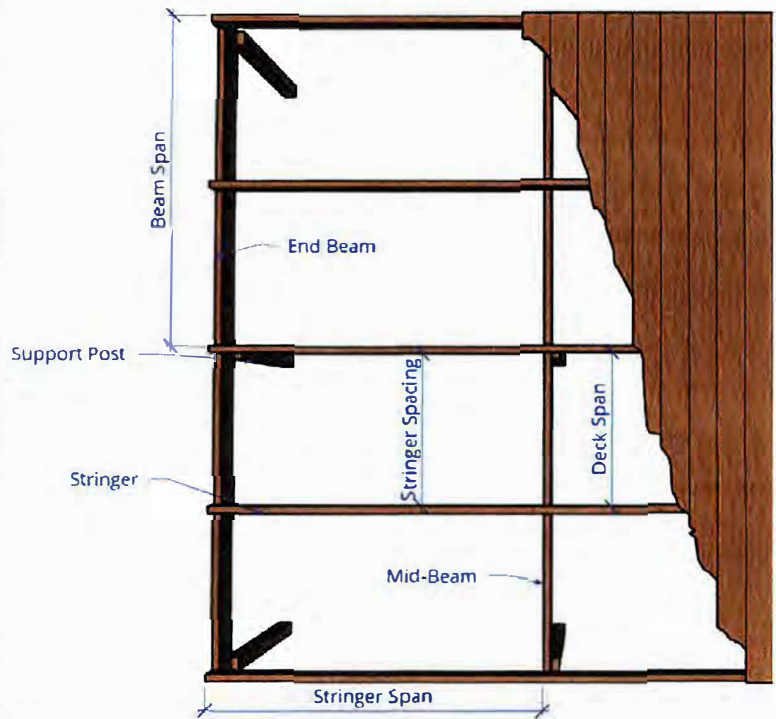 Beam Span
End Beam
Support Post
Stringer Spacing
Deck Span
Stringer
Mid-Beam
Stringer Span